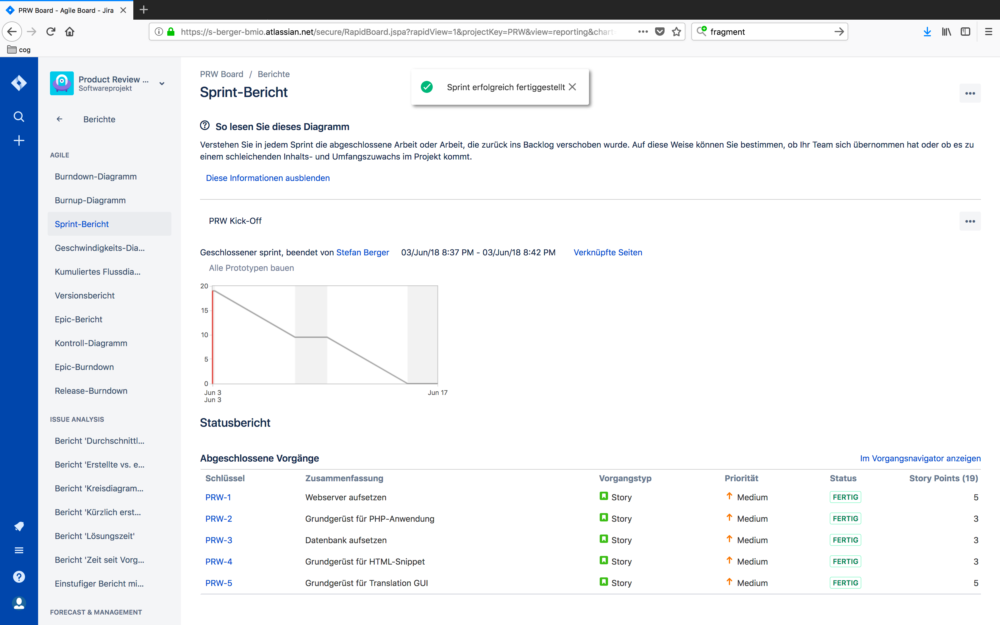 PRW Board - Agile Board - Jira
https://s-berger-bmio.atlassian.net/secure/RapidBoard.jspa?rapidView=1&projectKey=PRW&view=reporting&chart=
fragment
cog
Product Review ...
Softwareprojekt
Berichte
AGILE
Burndown-Diagramm
Burnup-Diagramm
Sprint-Bericht
Geschwindigkeits-Dia...
Kumuliertes Flussdia...
Versionsbericht
Epic-Bericht
Kontroll-Diagramm
Epic-Burndown
Release-Burndown
ISSUE ANALYSIS
Bericht 'Durchschnittl...
Bericht 'Erstellte vs. e...
Bericht 'Kreisdiagram...
Bericht 'Kürzlich erst...
Bericht 'Lösungszeit'
Bericht 'Zeit seit Vorg...
Einstufiger Bericht mi...
FORECAST & MANAGEMENT
PRW Board / Berichte
Sprint-Bericht
Sprint erfolgreich fertiggestellt
So lesen Sie dieses Diagramm
Verstehen Sie in jedem Sprint die abgeschlossene Arbeit oder Arbeit, die zurück ins Backlog verschoben wurde. Auf diese Weise können Sie bestimmen, ob Ihr Team sich übernommen hat oder ob es zu
einem schleichenden Inhalts- und Umfangszuwachs im Projekt kommt.
Diese Informationen ausblenden
PRW Kick-Off
Geschlossener sprint, beendet von Stefan Berger 03/Jun/18 8:37 PM - 03/Jun/18 8:42 PM Verknüpfte Seiten
Alle Prototypen bauen
20
15
10
5
0
Jun 3 Jun 17
Jun 3
Statusbericht
Abgeschlossene Vorgänge Im Vorgangsnavigator anzeigen
Schlüssel Zusammenfassung Vorgangstyp Priorität Status Story Points (19)
PRW-1 Webserver aufsetzen Story Medium FERTIG 5
PRW-2 Grundgerüst für PHP-Anwendung Story Medium FERTIG 3
PRW-3 Datenbank aufsetzen Story Medium FERTIG 3
PRW-4 Grundgerüst für HTML-Snippet Story Medium FERTIG 3
PRW-5 Grundgerüst für Translation GUI Story Medium FERTIG 5